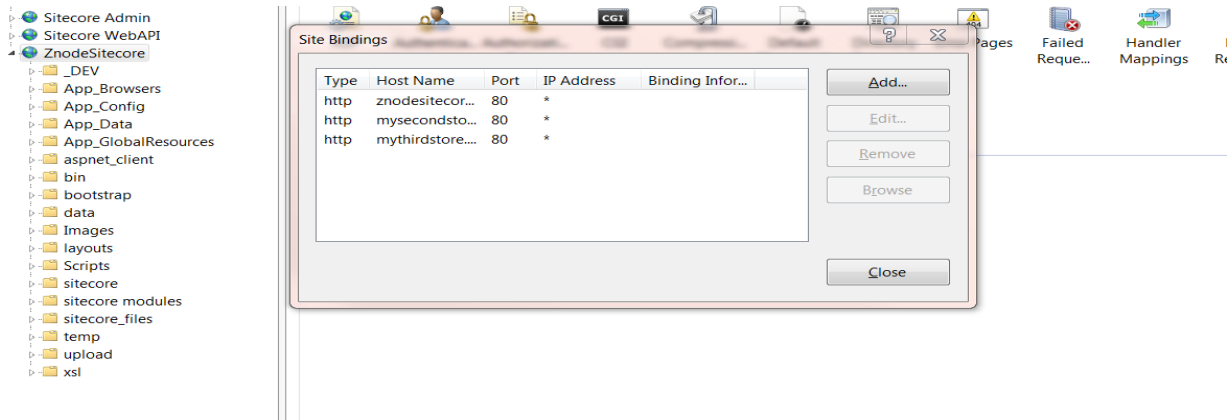 Sitecore Admin
Sitecore WebAPI
ZnodeSitecore
_DEV
App_Browsers
App_Config
App_Data
App_GlobalResources
aspnet_client
bin
bootstrap
data
Images
layouts
Scripts
sitecore
sitecore modules
sitecore_files
temp
upload
xsl
CGI
404
Pages
Failed
Reque...
Handler
Mappings
Site Bindings
Type Host Name Port IP Address Binding Infor...
http znodesitecor... 80 *
http mysecondsto... 80 *
http mythirdstore.... 80 *
Add...
Edit...
Remove
Browse
Close